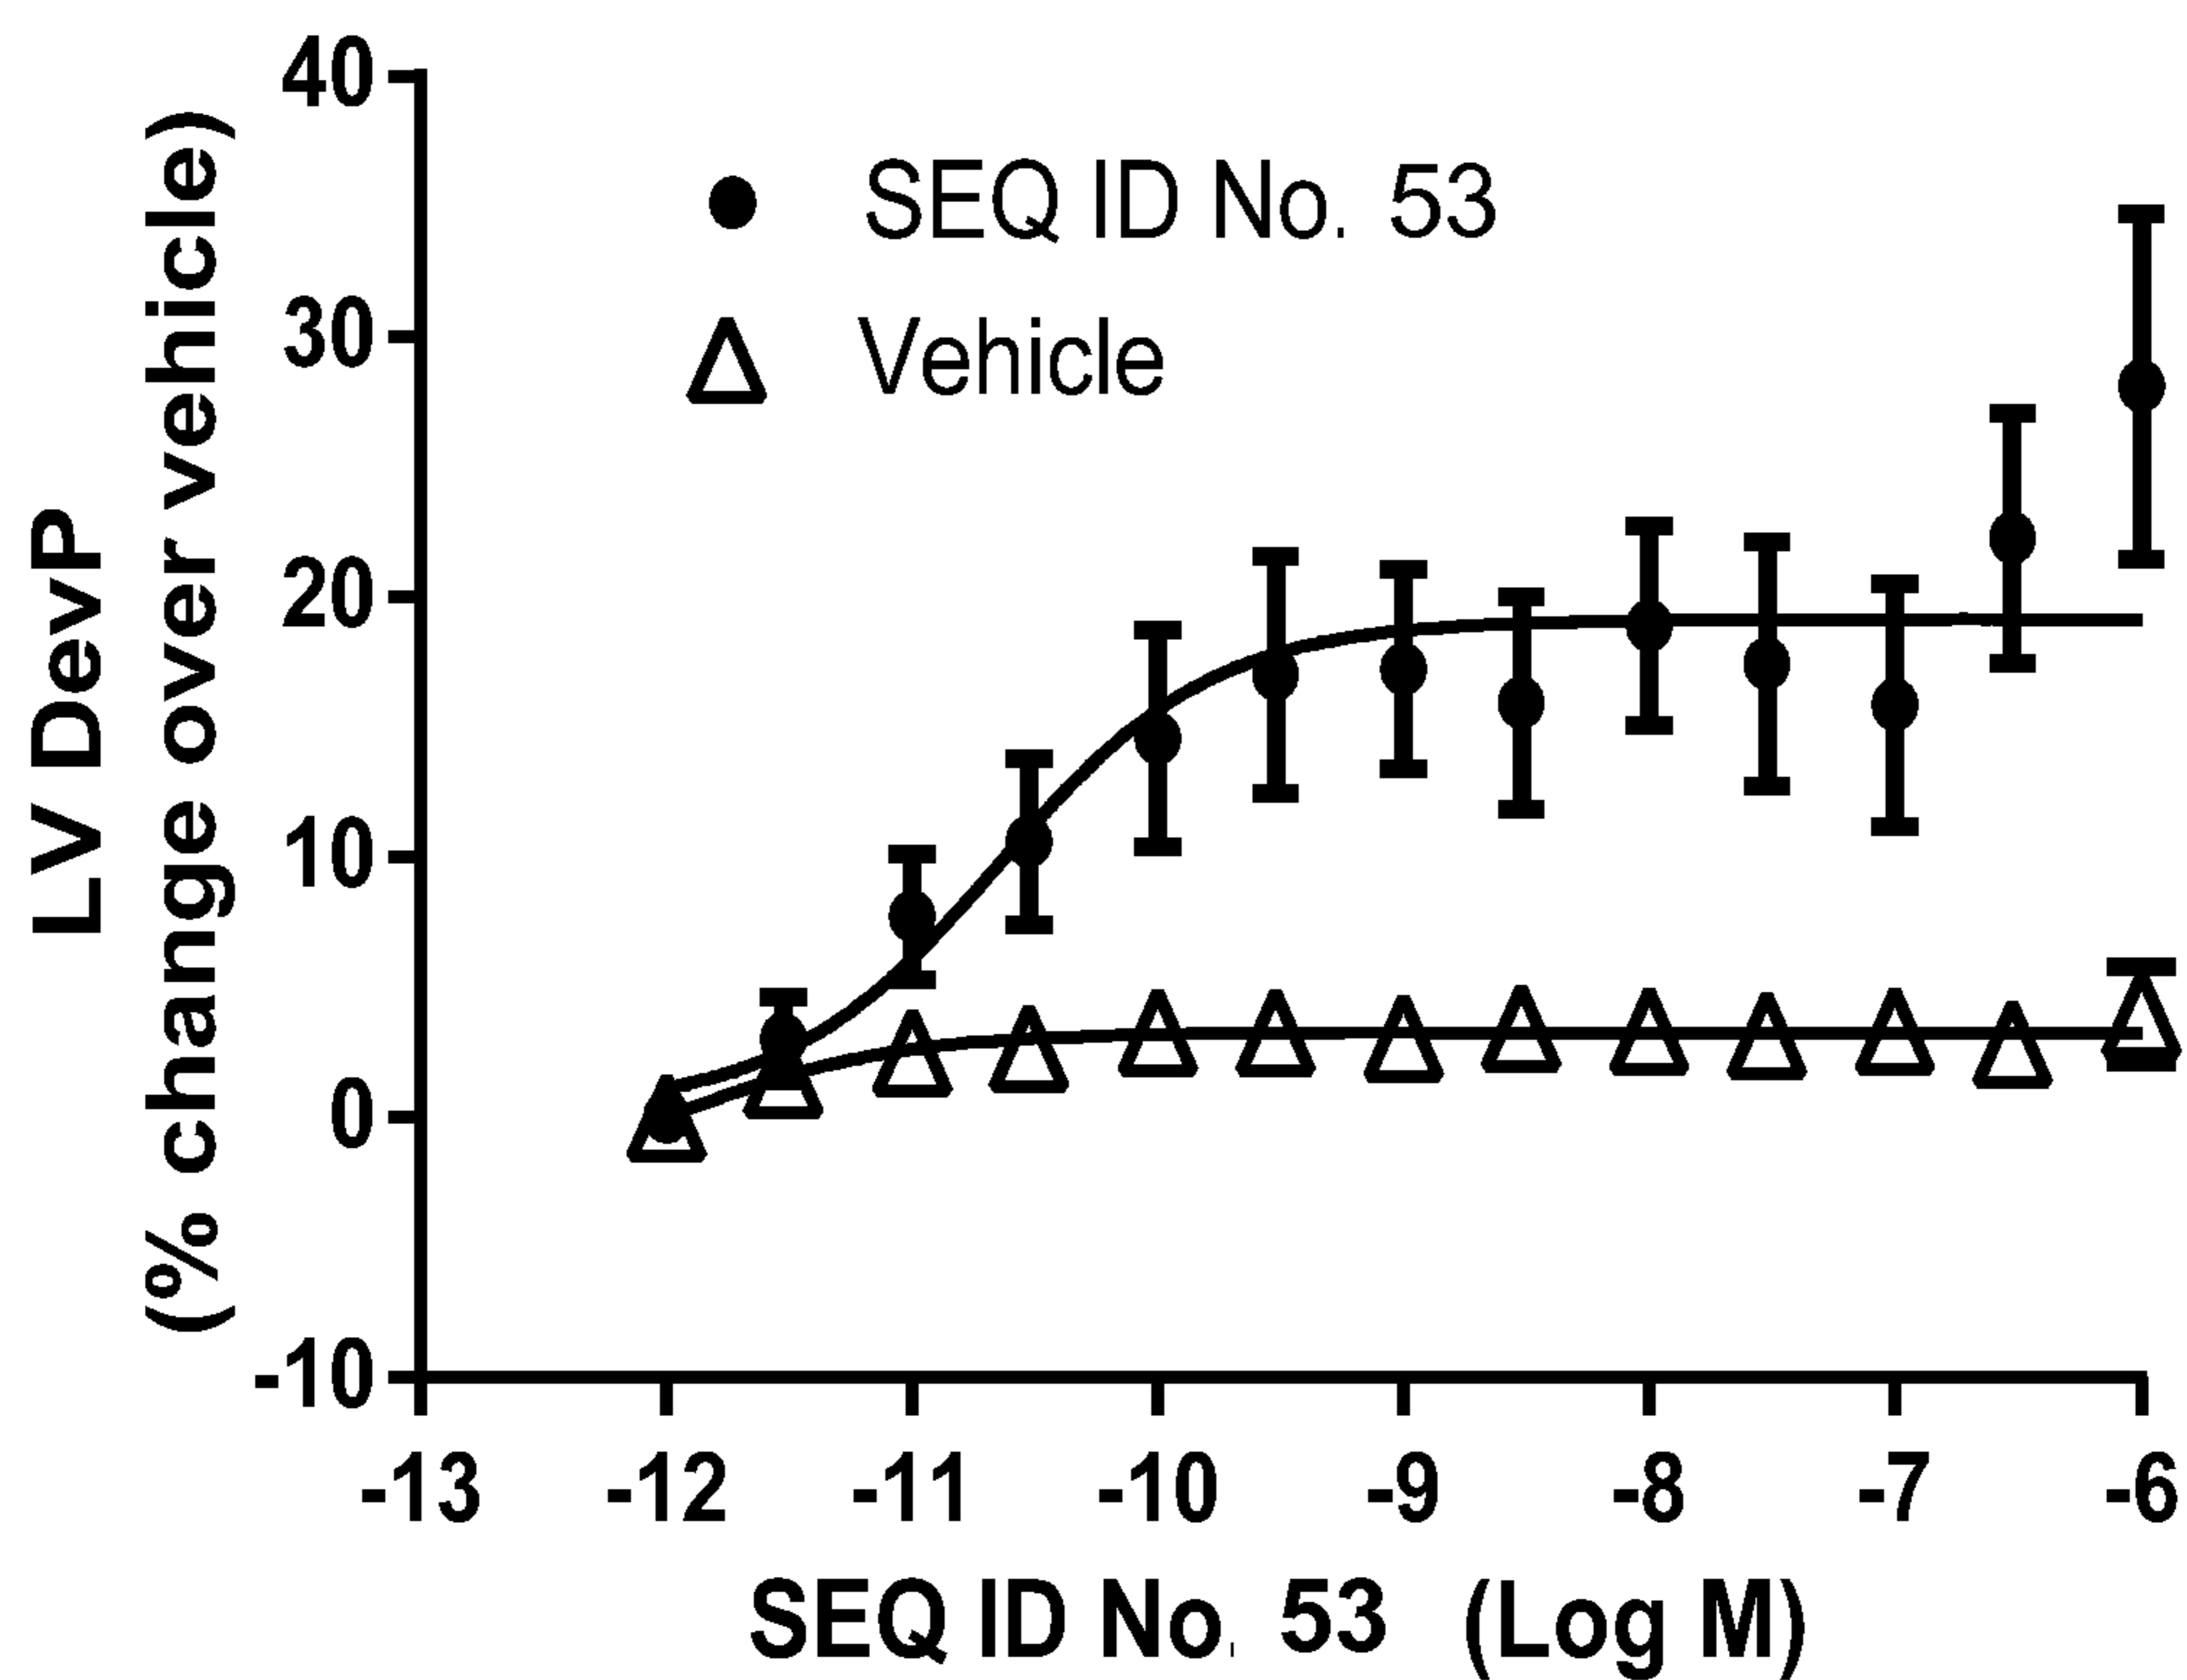 LV DevP
(% change over vehicle)
40
30
20
10
0
-10
SEQ ID No. 53
Vehicle
-13 -12 -11 -10 -9 -8 -7 -6
SEQ ID No. 53 (Log M)